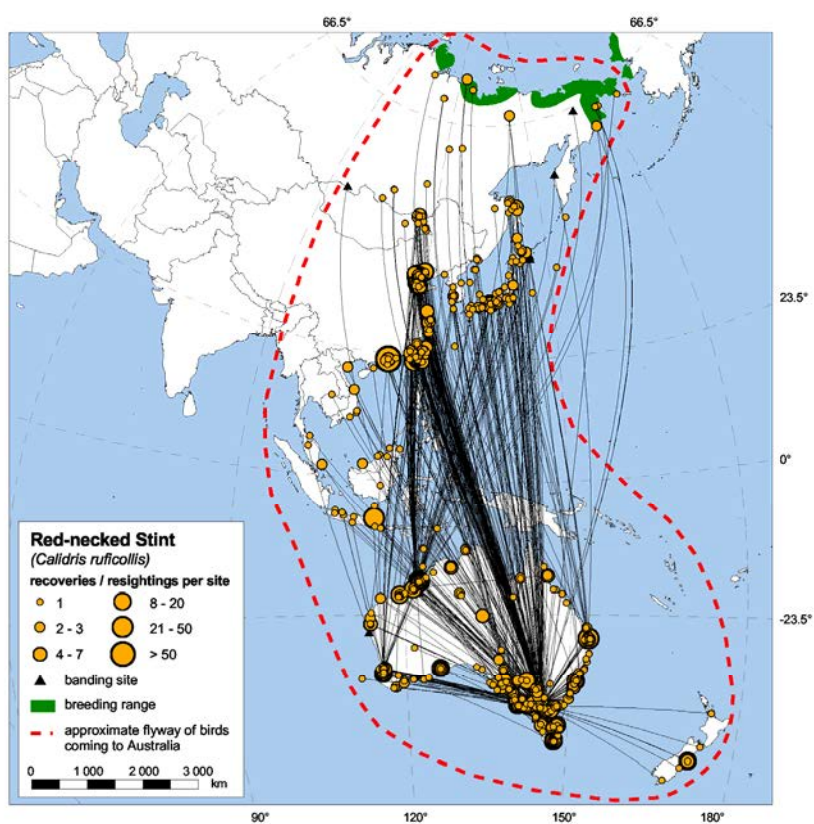 66.5°
66.5°
23.5°
0°
-23.5°
Red-necked Stint
(Calidris ruficollis)
recoveries / resightings per site
1
8 - 20
2 - 3
21 - 50
4 - 7
> 50
banding site
breeding range
approximate flyway of birds
coming to Australia
0 1 000 2 000 3 000
km
90°
120°
150°
180°